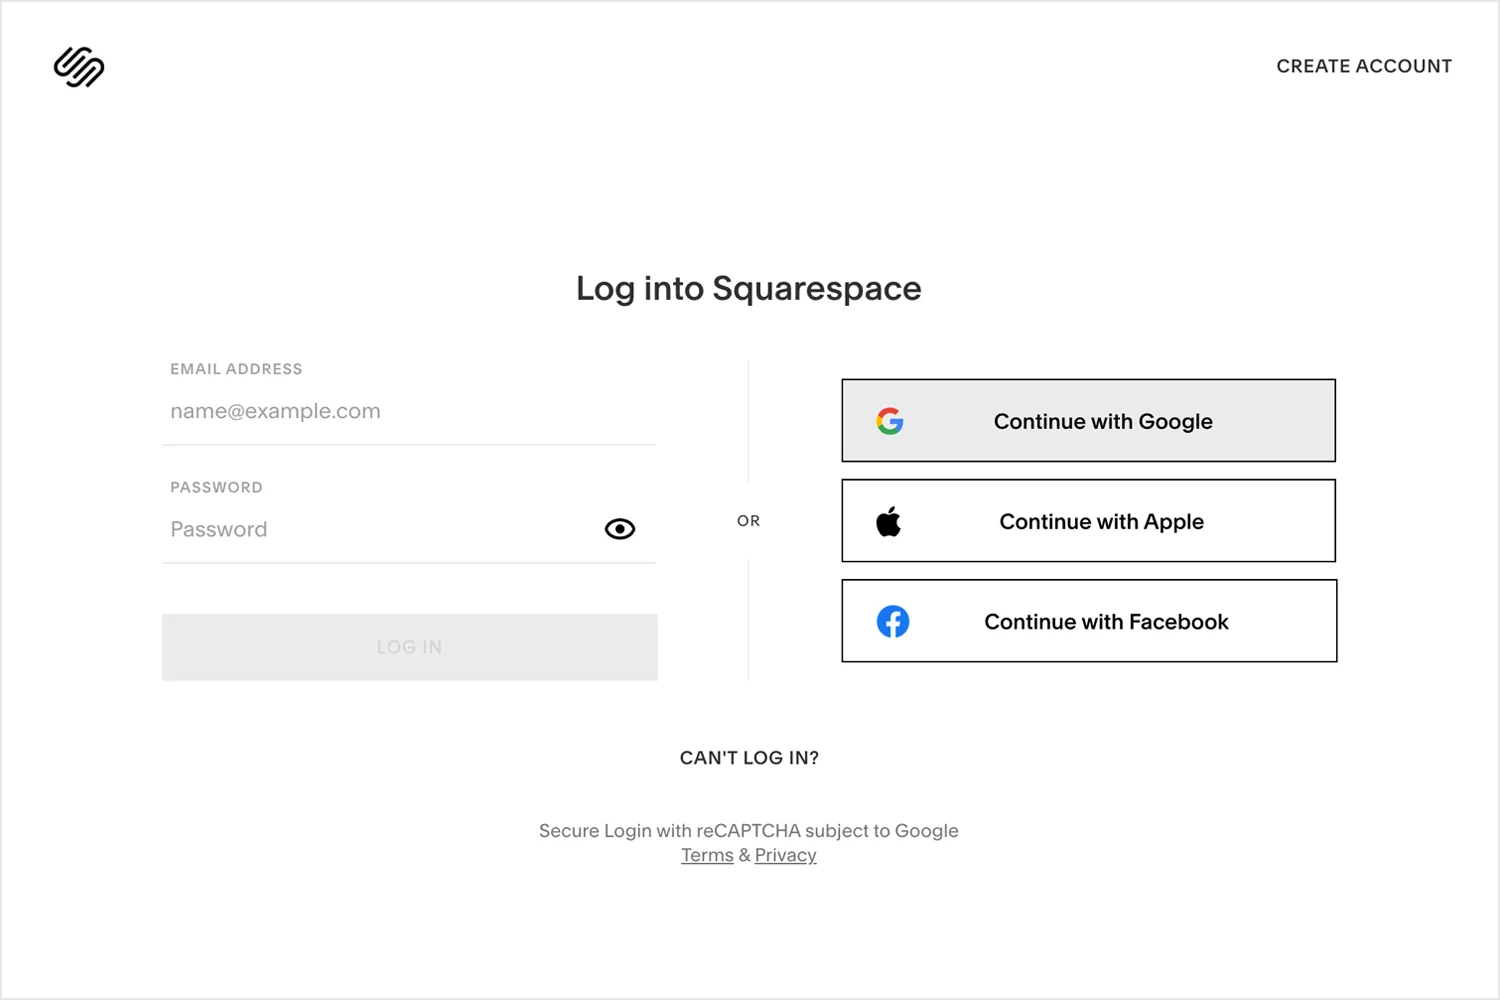 CREATE ACCOUNT
Log into Squarespace
EMAIL ADDRESS
name@example.com
PASSWORD
Password
LOG IN
OR
Continue with Google
Continue with Apple
Continue with Facebook
CAN'T LOG IN?
Secure Login with reCAPTCHA subject to Google
Terms & Privacy